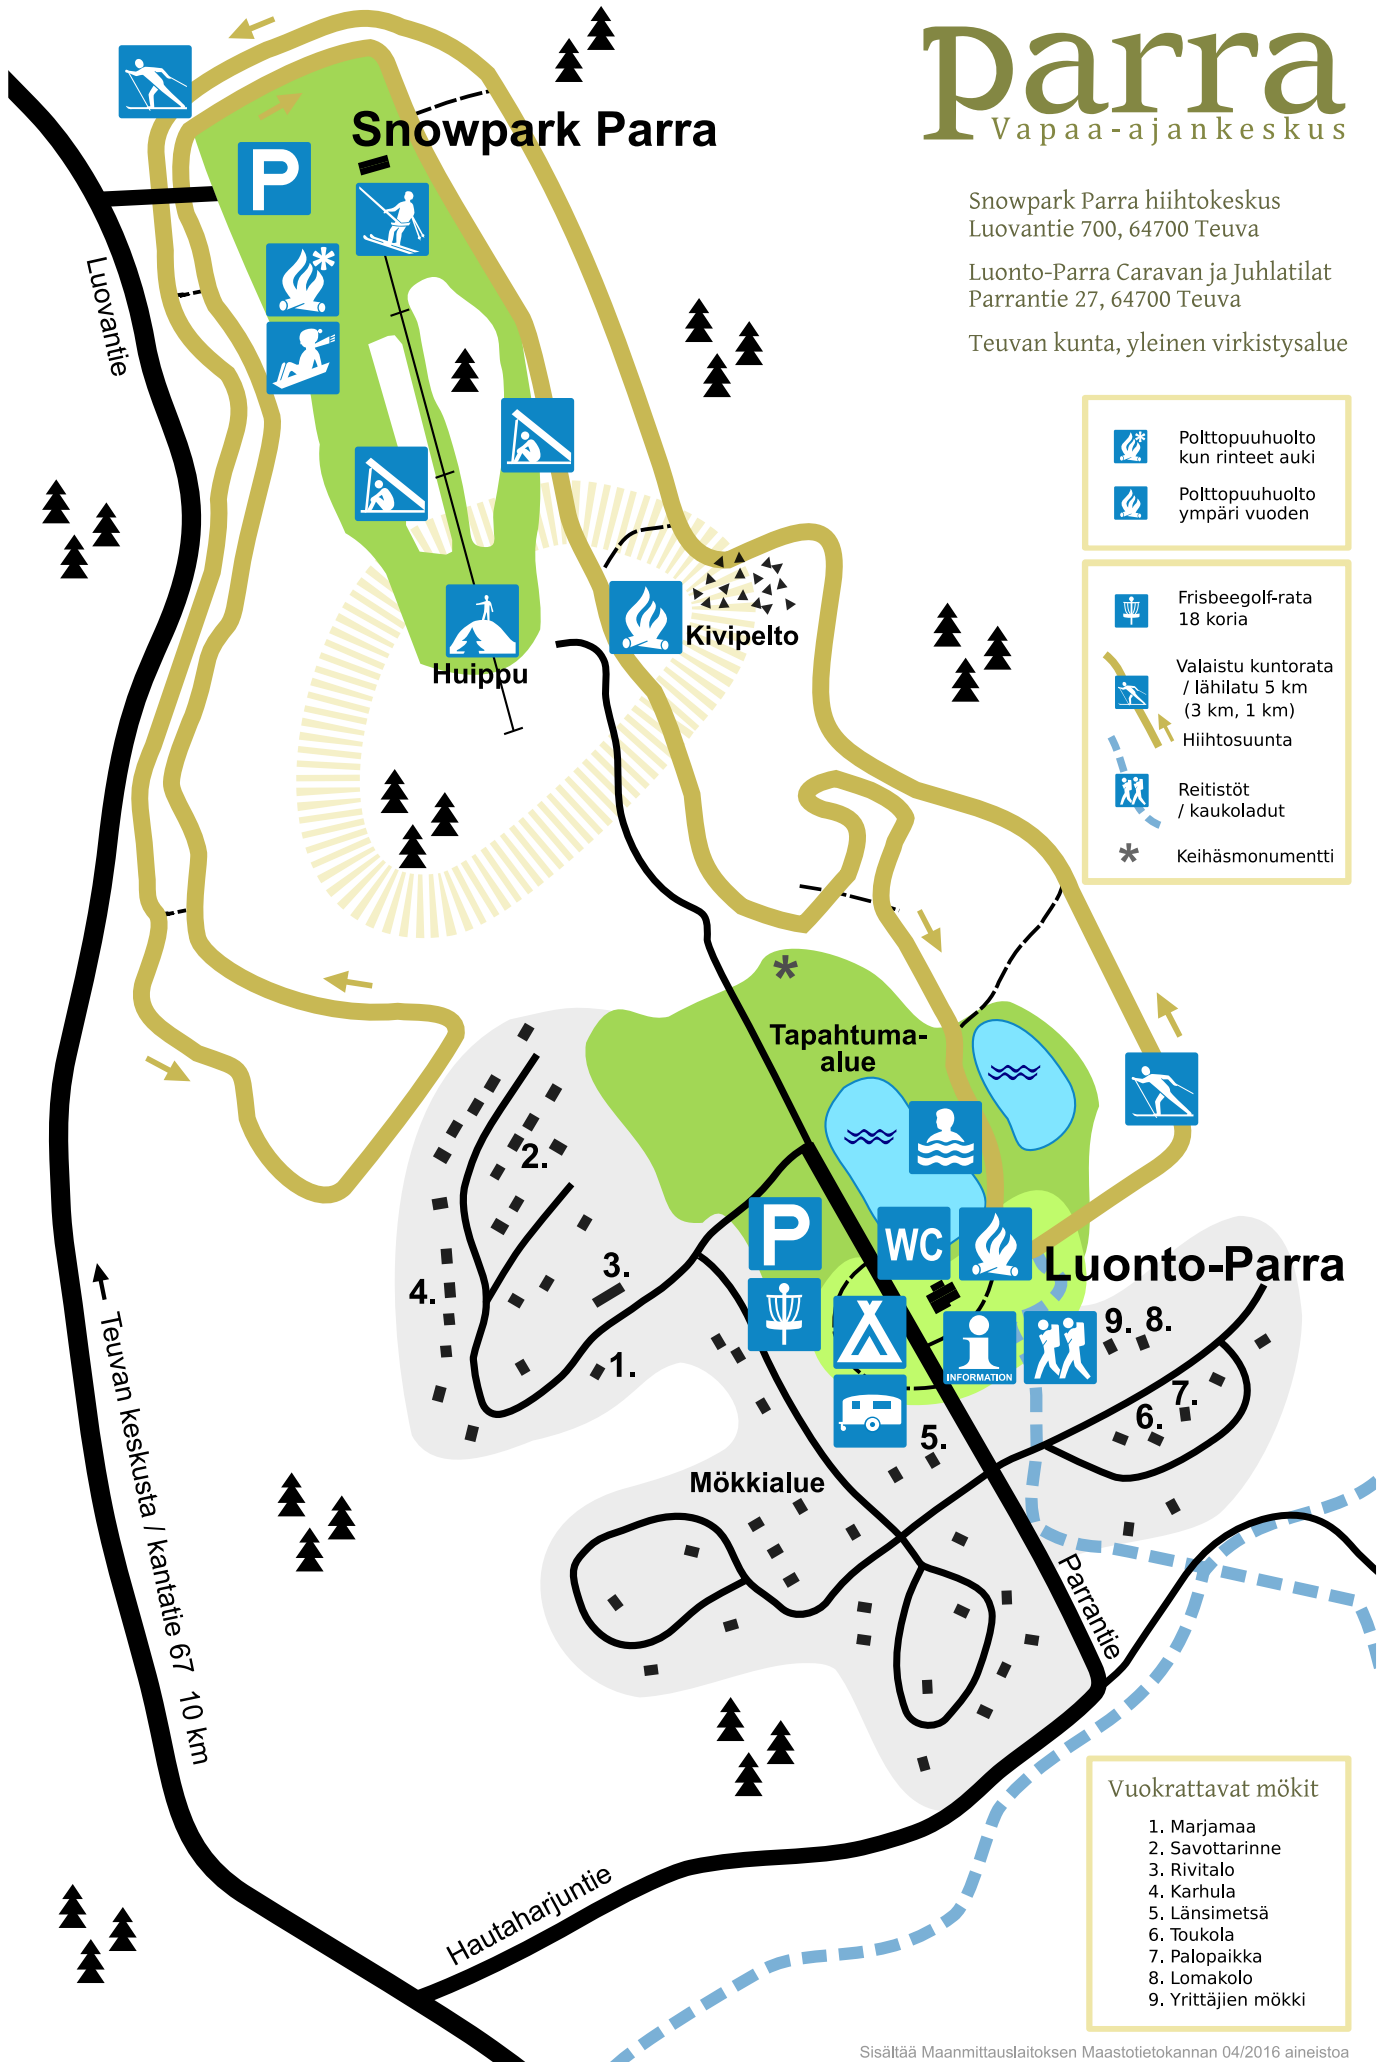 parra
Vapaa-ajankeskus
Snowpark Parra hiihtokeskus
Luovantie 700, 64700 Teuva
Luonto-Parra Caravan ja Juhlatilat
Parrantie 27, 64700 Teuva
Teuvan kunta, yleinen virkistysalue
Snowpark Parra
P
Luovantie
Polttopuuhuolto
kun rinteet auki
Polttopuuhuolto
ympäri vuoden
Frisbeegolf-rata
18 koria
Valaistu kuntorata
/ lähilatu 5 km
(3 km, 1 km)
Hiihtosuunta
Reitistöt
/ kaukoladut
* Keihäsmonumentti
Kivipelto
Huippu
*
Tapahtuma-
alue
2.
3.
4.
1.
P
WC
Luonto-Parra
INFORMATION
9. 8.
7.
6.
5.
Mökkialue
Teuvan keskusta / kantatie 67 10 km
Parrantie
Hautaharjuntie
Vuokrattavat mökit
1. Marjamaa
2. Savottarinne
3. Rivitalo
4. Karhula
5. Länsimetsä
6. Toukola
7. Palopaikka
8. Lomakolo
9. Yrittäjien mökki
Sisältää Maanmittauslaitoksen Maastotietokannan 04/2016 aineistoa